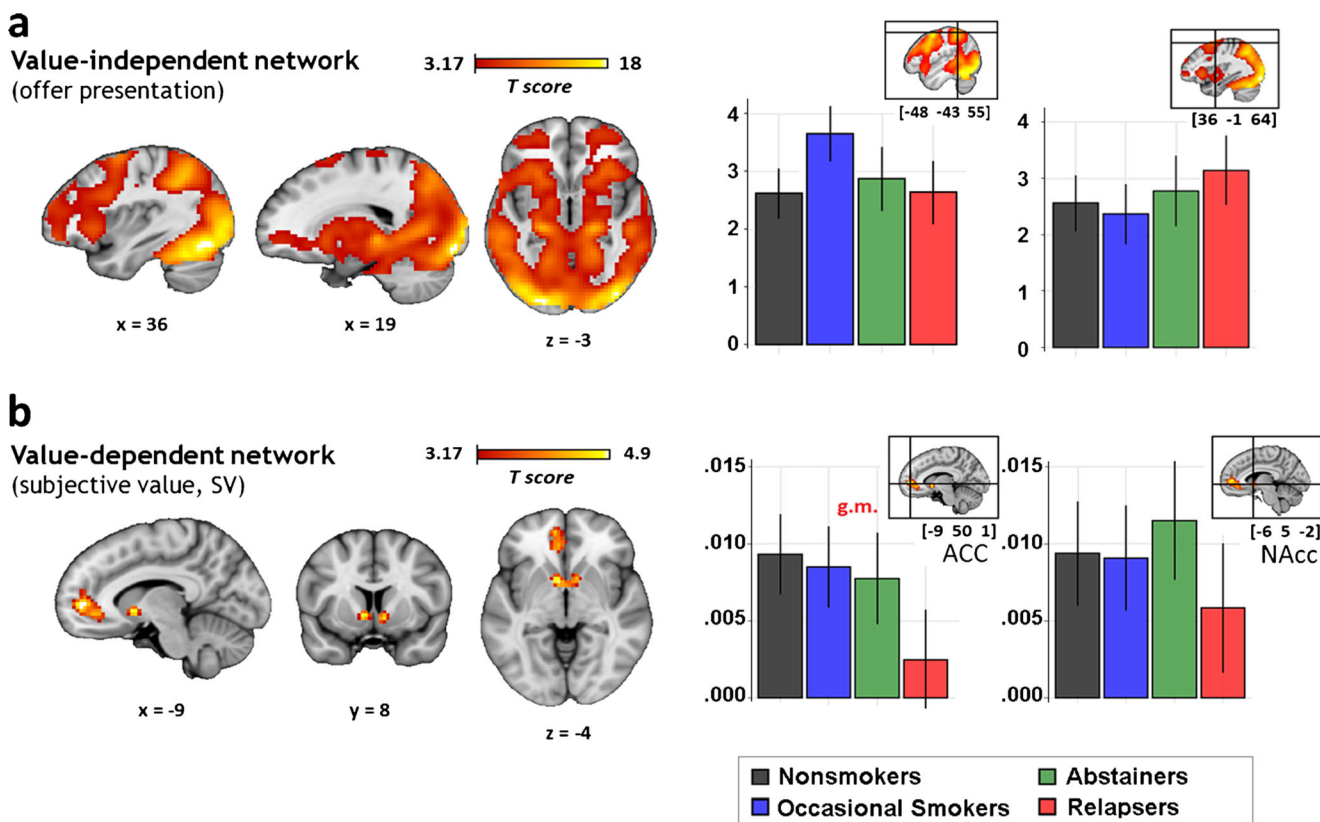 a
Value-independent network
(offer presentation)
3.17
18
T score
x = 36
x = 19
z = -3
4
3
2
1
0
[-48 -43 55]
4
3
2
1
0
[36 -1 64]
b
Value-dependent network
(subjective value, SV)
3.17
4.9
T score
x = -9
y = 8
z = -4
.015
.010
.005
.000
g.m.
[-9 50 1]
ACC
.015
.010
.005
.000
[-6 5 -2]
NAcc
Nonsmokers
Abstainers
Occasional Smokers
Relapsers